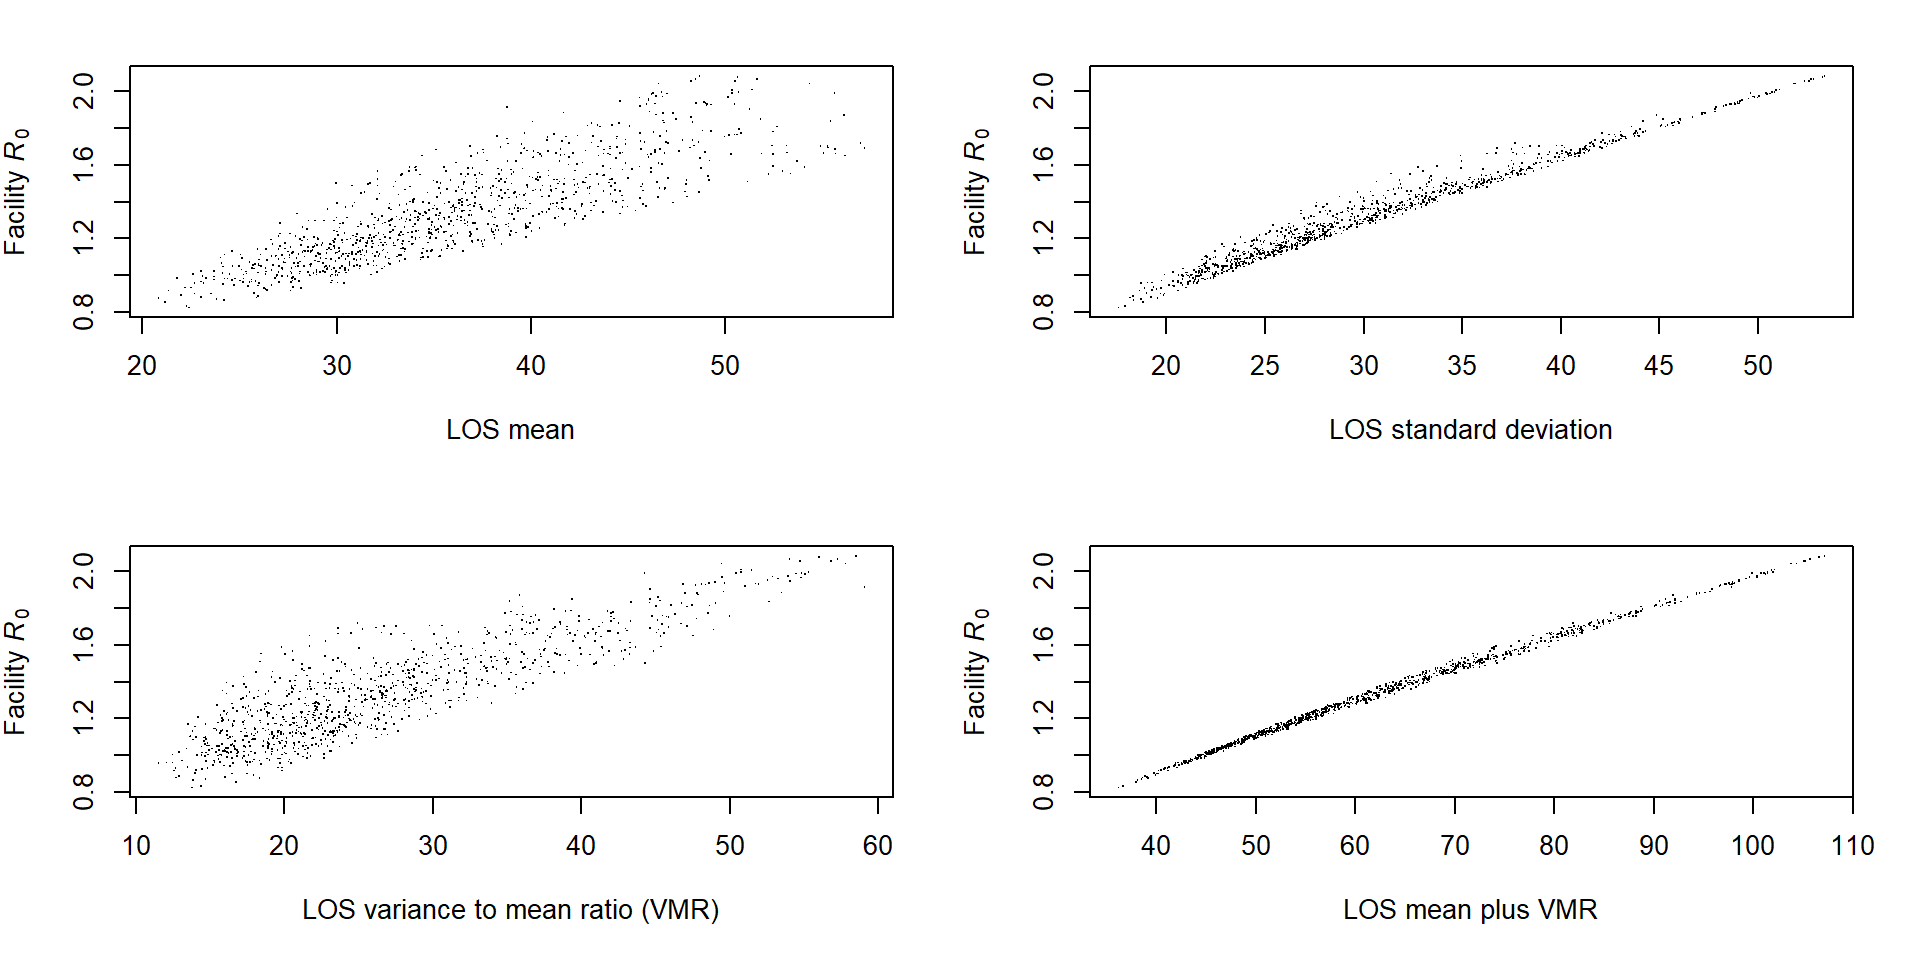 Facility R0
2.0
1.6
1.2
0.8
20 30 40 50
LOS mean
Facility R0
2.0
1.6
1.2
0.8
20 25 30 35 40 45 50
LOS standard deviation
Facility R0
2.0
1.6
1.2
0.8
10 20 30 40 50 60
LOS variance to mean ratio (VMR)
Facility R0
2.0
1.6
1.2
0.8
40 50 60 70 80 90 100 110
LOS mean plus VMR